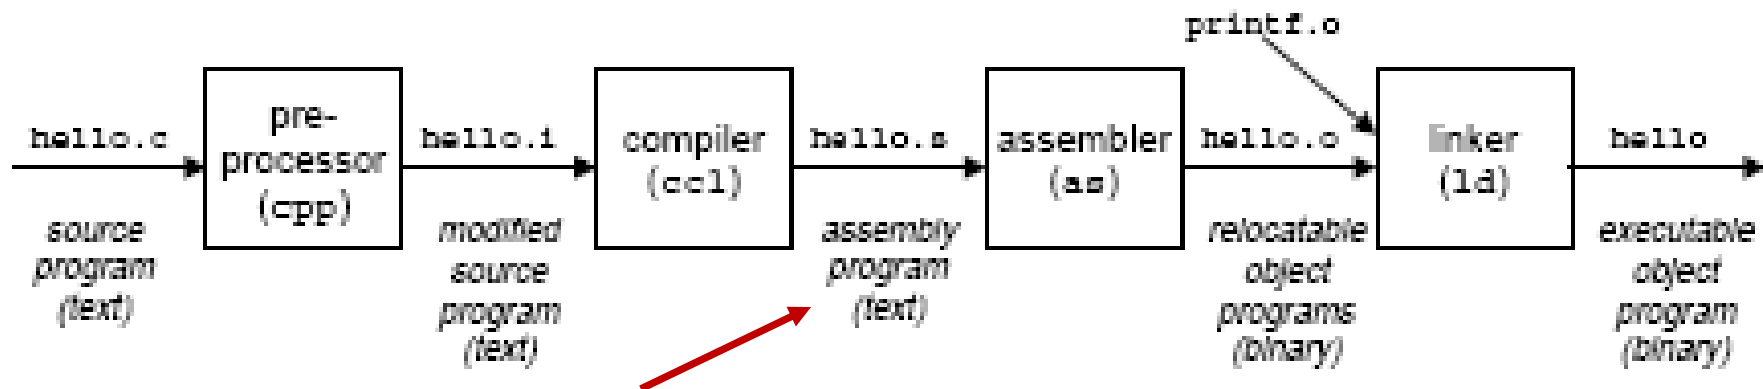 printf.o
hello.c
pre-
processor
(cpp)
hello.i
compiler
(cc1)
hello.s
assembler
(as)
hello.o
linker
(ld)
hello
source
program
(text)
modified
source
program
(text)
assembly
program
(text)
relocatable
object
programs
(binary)
executable
object
program
(binary)